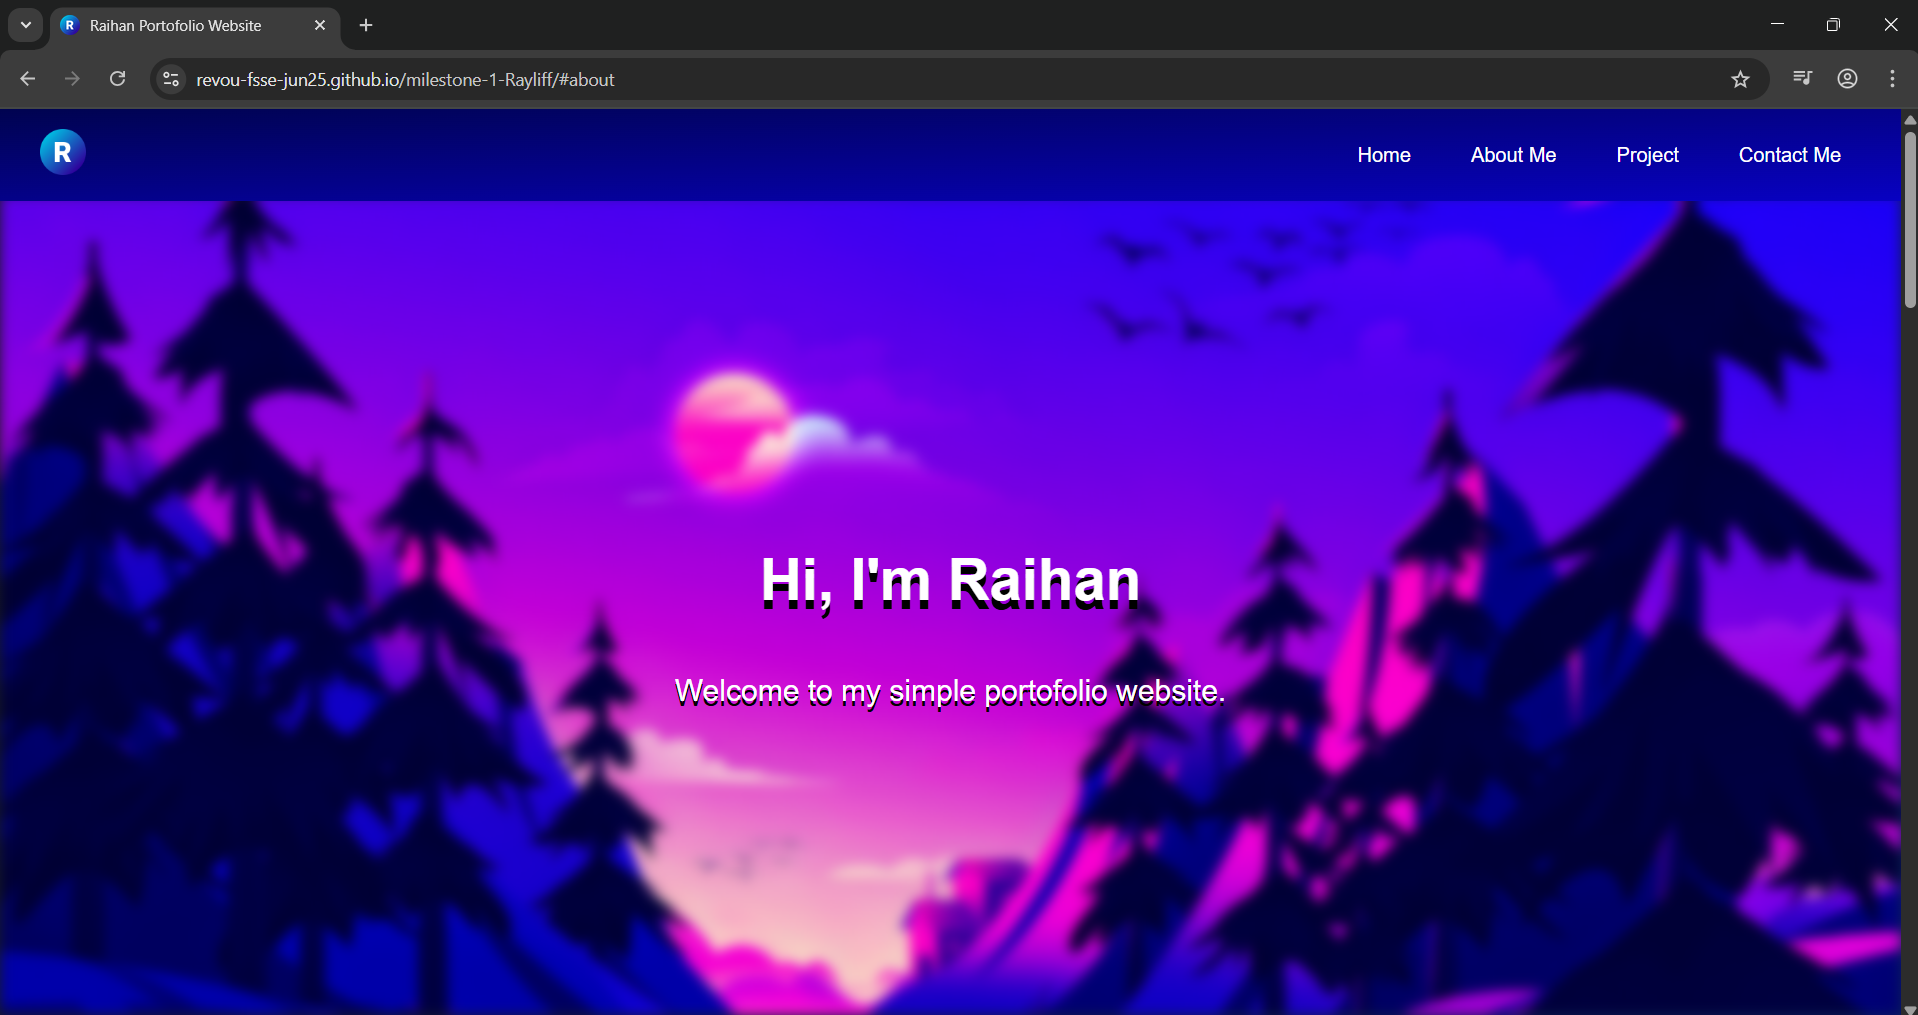 R Raihan Portofolio Website
revou-fsse-jun25.github.io/milestone-1-Rayliff/#about
R
Home About Me Project Contact Me
Hi, I'm Raihan
Welcome to my simple portofolio website.